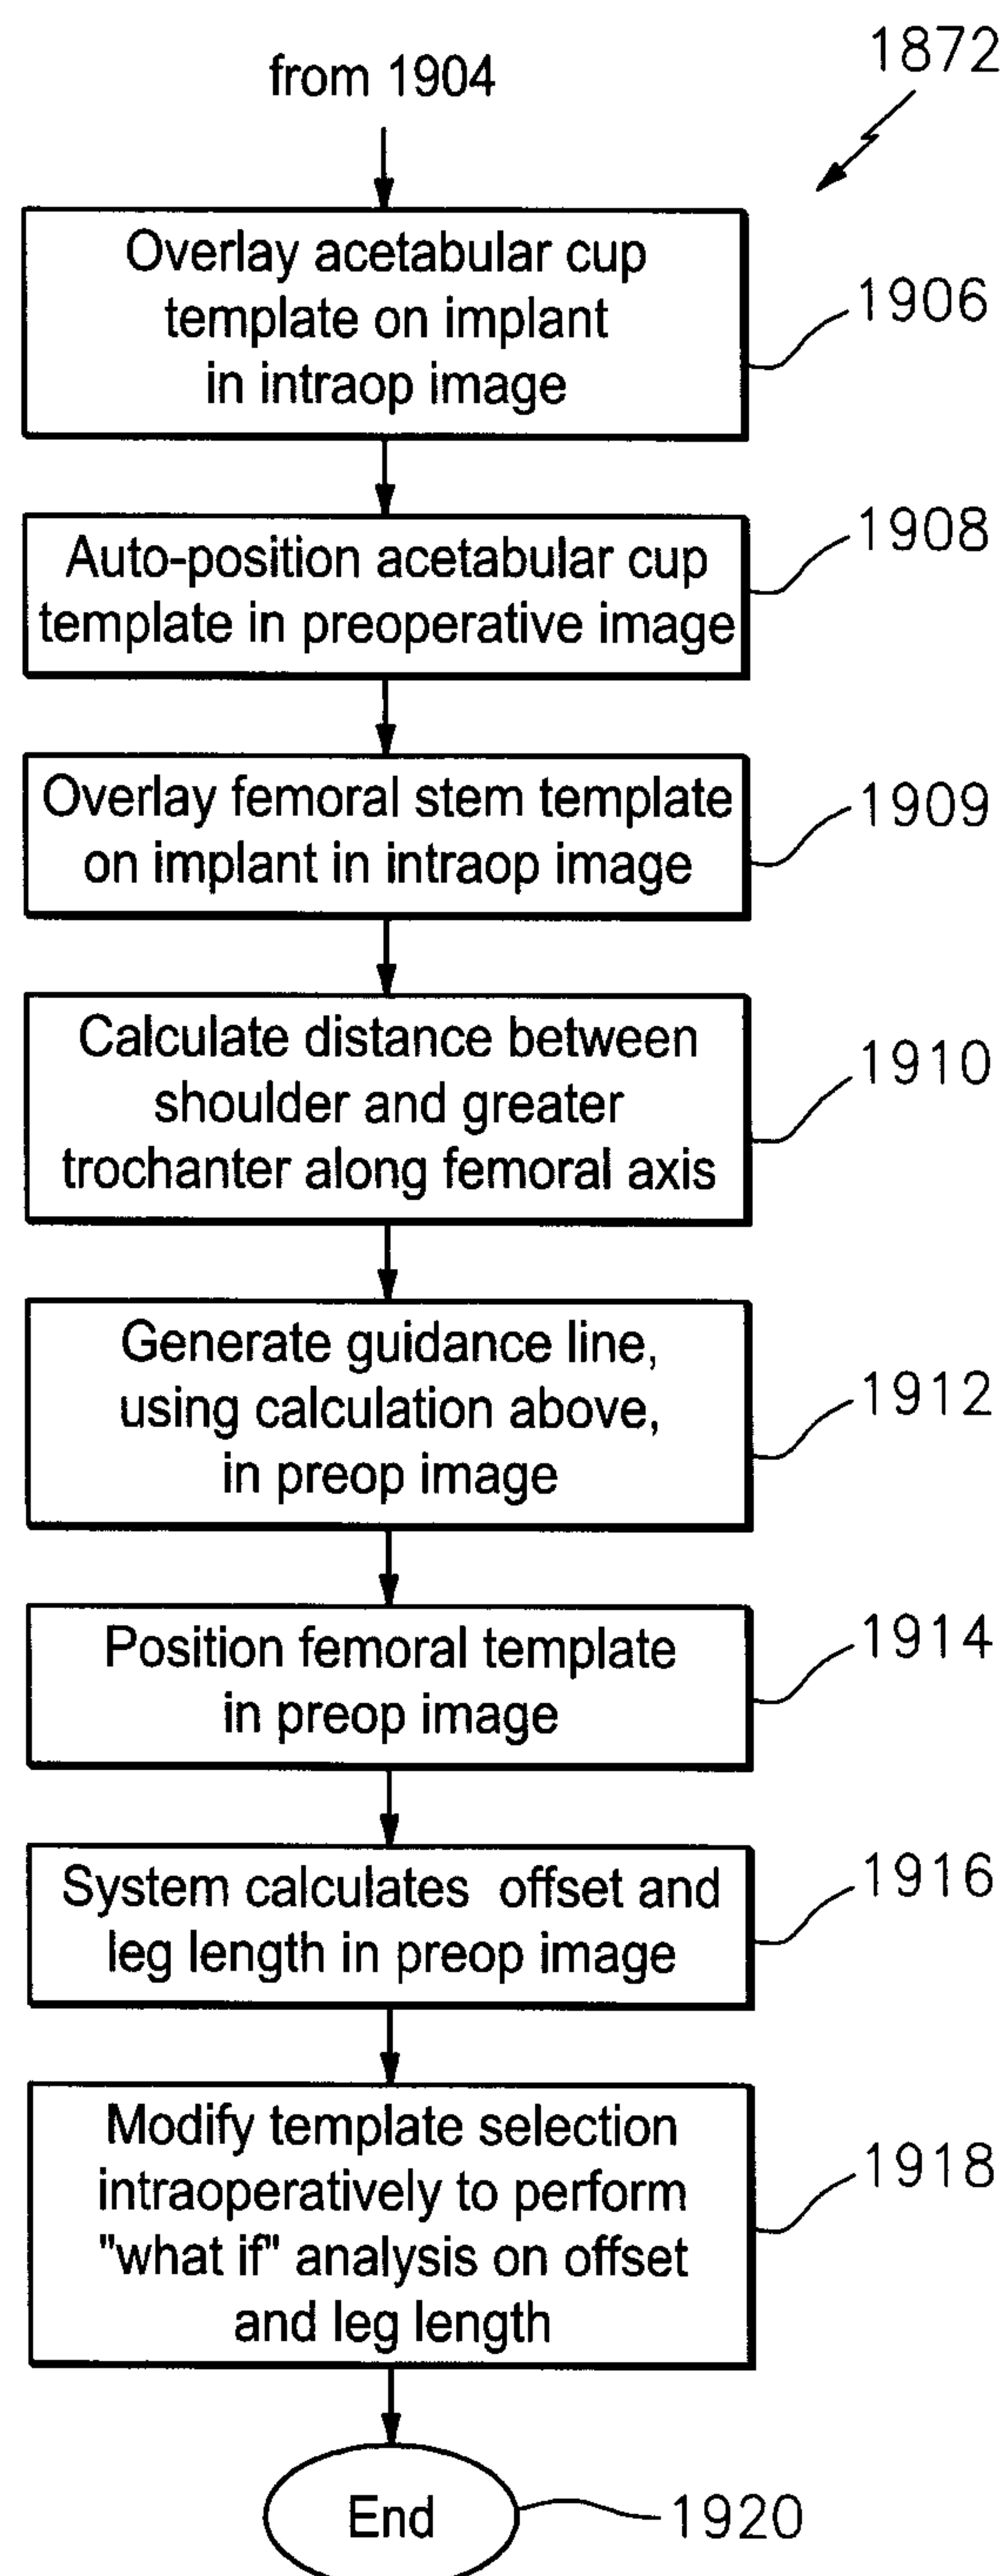 1872
from 1904
Overlay acetabular cup
template on implant
in intraop image
1906
Auto-position acetabular cup
template in preoperative image
1908
Overlay femoral stem template
on implant in intraop image
1909
Calculate distance between
shoulder and greater
trochanter along femoral axis
1910
Generate guidance line,
using calculation above,
in preop image
1912
Position femoral template
in preop image
1914
System calculates offset and
leg length in preop image
1916
Modify template selection
intraoperatively to perform
"what if" analysis on offset
and leg length
1918
End
1920